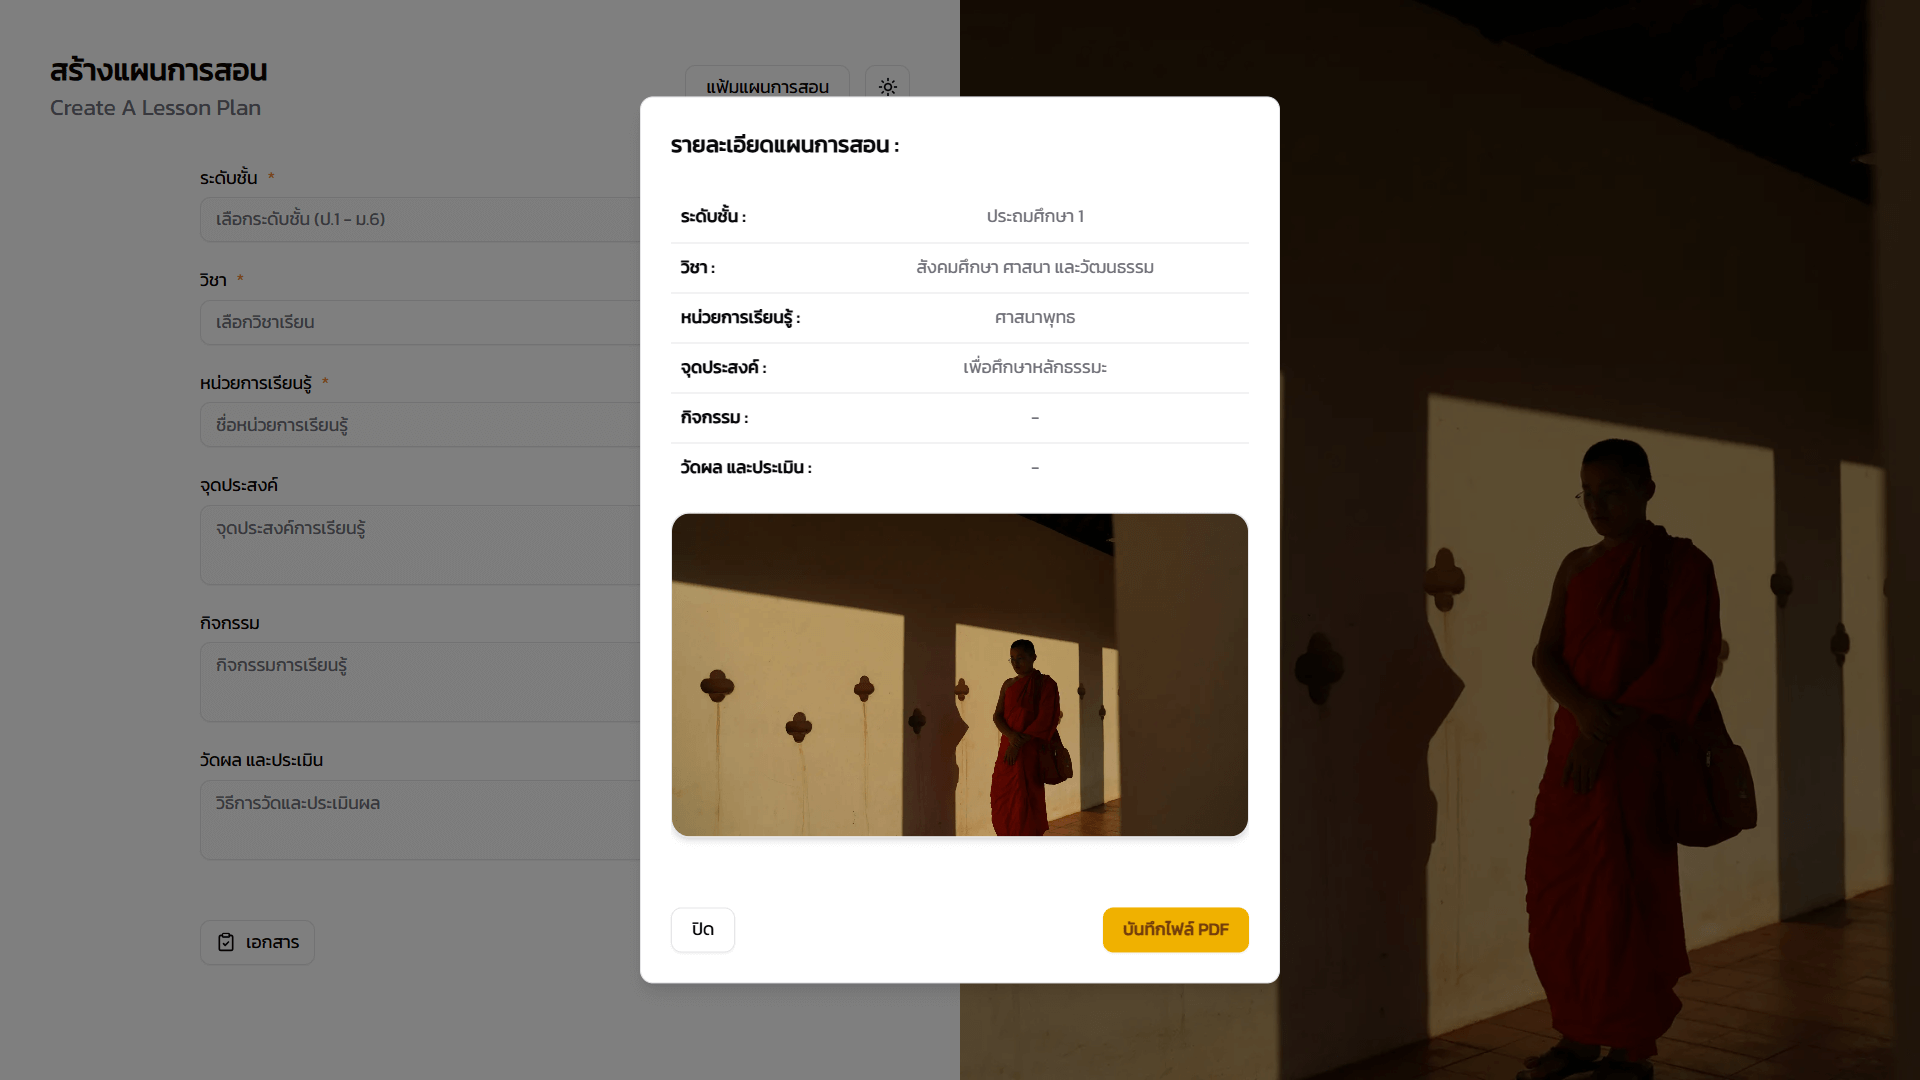 สร้างแผนการสอน
Create A Lesson Plan
แฟ้มแผนการสอน
ระดับชั้น *
เลือกระดับชั้น (ป.1 - ม.6)
วิชา *
เลือกวิชาเรียน
หน่วยการเรียนรู้ *
ชื่อหน่วยการเรียนรู้
จุดประสงค์
จุดประสงค์การเรียนรู้
กิจกรรม
กิจกรรมการเรียนรู้
วัดผล และประเมิน
วิธีการวัดและประเมินผล
เอกสาร
รายละเอียดแผนการสอน :
ระดับชั้น : ประถมศึกษา 1
วิชา : สังคมศึกษา ศาสนา และวัฒนธรรม
หน่วยการเรียนรู้ : ศาสนาพุทธ
จุดประสงค์ : เพื่อศึกษาหลักธรรมะ
กิจกรรม : -
วัดผล และประเมิน : -
ปิด
บันทึกไฟล์ PDF